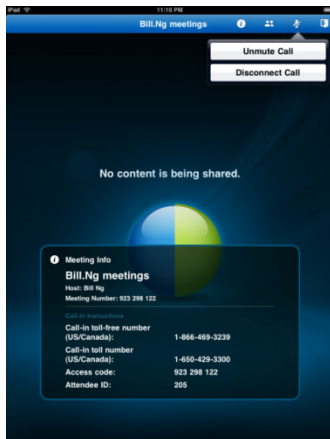 iPad 11:10 PM
Bill.Ng meetings
Unmute Call
Disconnect Call
No content is being shared.
Meeting Info
Bill.Ng meetings
Host: Bill Ng
Meeting Number: 923 298 122
Call-in instructions
Call-in toll-free number
(US/Canada): 1-866-469-3239
Call-in toll number
(US/Canada): 1-650-429-3300
Access code: 923 298 122
Attendee ID: 205